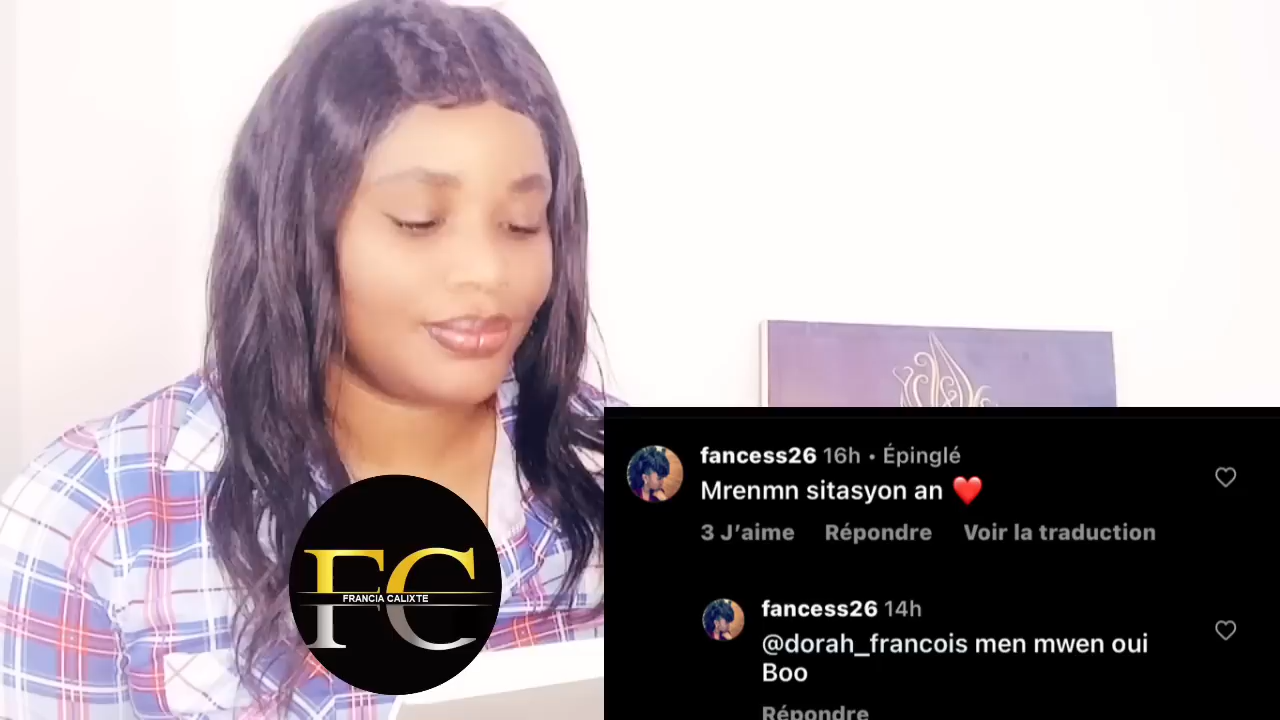 FC
FRANCIA CALIXTE
fancess26 16h • Épinglé
Mrenmn sitasyon an ❤️
3 J’aime Répondre Voir la traduction
fancess26 14h
@dorah_francois men mwen oui
Boo
Répondre